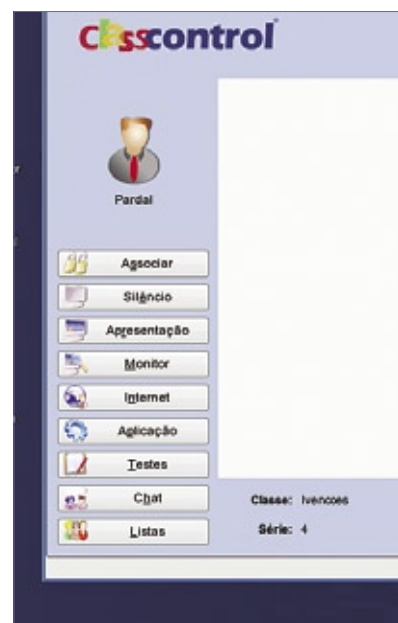 Classcontrol
Pardal
Associar
Silêncio
Apresentação
Monitor
Internet
Aplicação
Testes
Chat
Listas
Classe: Ivencoes
Série: 4